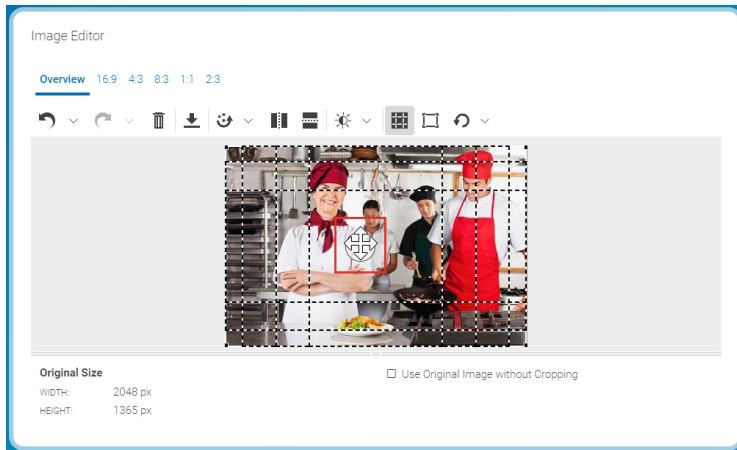 Image Editor
Overview 16:9 4:3 8:3 1:1 2:3
Original Size
Use Original Image without Cropping
WIDTH: 2048 px
HEIGHT: 1365 px